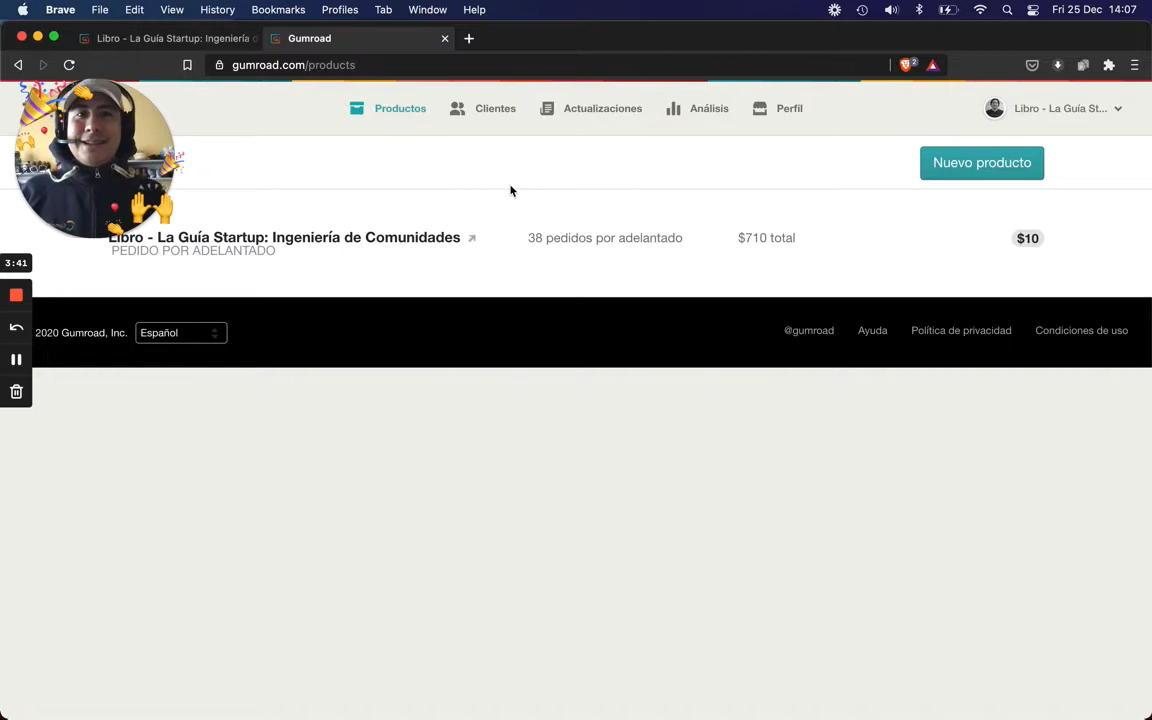 Brave File Edit View History Bookmarks Profiles Tab Window Help Fri 25 Dec 14:07
Libro - La Guía Startup: Ingeniería d Gumroad
gumroad.com/products 2
Productos Clientes Actualizaciones Análisis Perfil Libro - La Guía St...
Nuevo producto
Libro - La Guía Startup: Ingeniería de Comunidades 38 pedidos por adelantado $710 total $10
PEDIDO POR ADELANTADO
3:41
2020 Gumroad, Inc. Español @gumroad Ayuda Política de privacidad Condiciones de uso